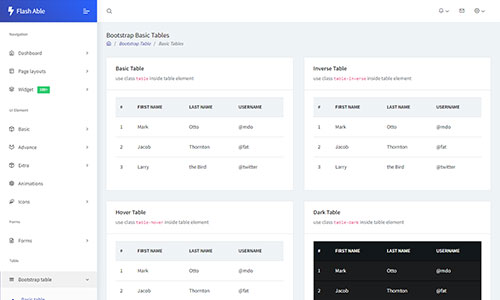 Flash Able
Navigation
Dashboard
Page layouts
Widget
UI Element
Basic
Advance
Extra
Animations
Icons
Forms
Forms
Table
Bootstrap table
Basic Table
Bootstrap Basic Tables
/ Bootstrap Table / Basic Tables
Basic Table
use class table inside table element
# FIRST NAME LAST NAME USERNAME
1 Mark Otto @mdo
2 Jacob Thornton @fat
3 Larry the Bird @twitter
Inverse Table
use class table-inverse inside table element
# FIRST NAME LAST NAME USERNAME
1 Mark Otto @mdo
2 Jacob Thornton @fat
3 Larry the Bird @twitter
Hover Table
use class table-hover inside table element
# FIRST NAME LAST NAME USERNAME
1 Mark Otto @mdo
2 Jacob Thornton @fat
Dark Table
use class table-dark inside table element
# FIRST NAME LAST NAME USERNAME
1 Mark Otto @mdo
2 Jacob Thornton @fat